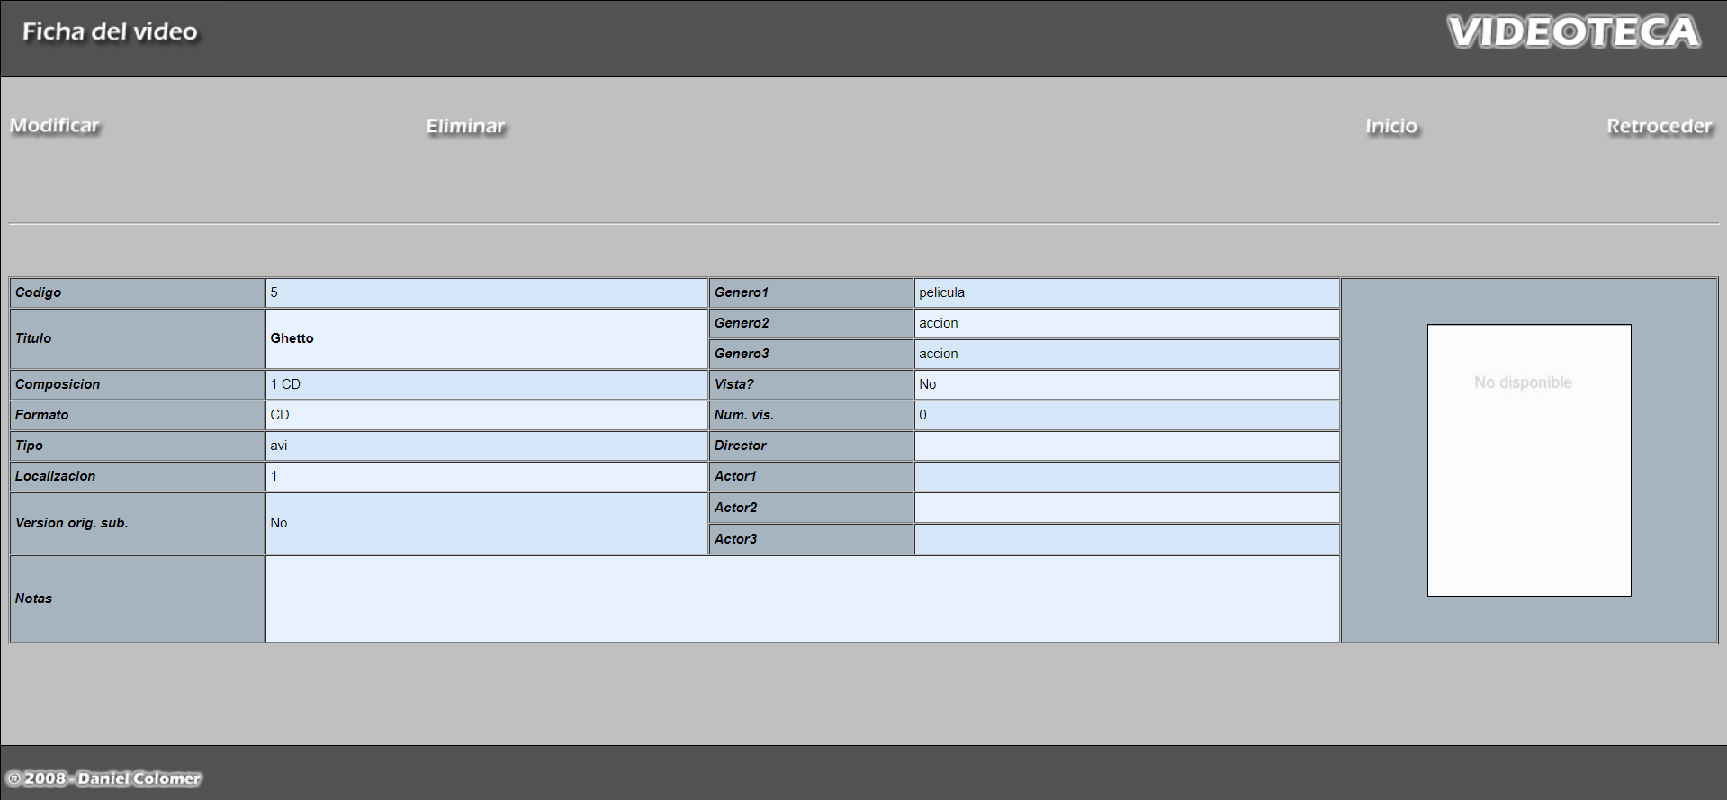 Ficha del video
VIDEOTECA
Modificar
Eliminar
Inicio
Retroceder
Codigo 5 Genero1 pelicula
Titulo Ghetto Genero2 accion
Genero3 accion
Composicion 1 CD Vista? No
Formato CD Num. vis. 0
Tipo avi Director
Localizacion 1 Actor1
Version orig. sub. No Actor2
Actor3
Notas
No disponible
© 2008 - Daniel Colomer